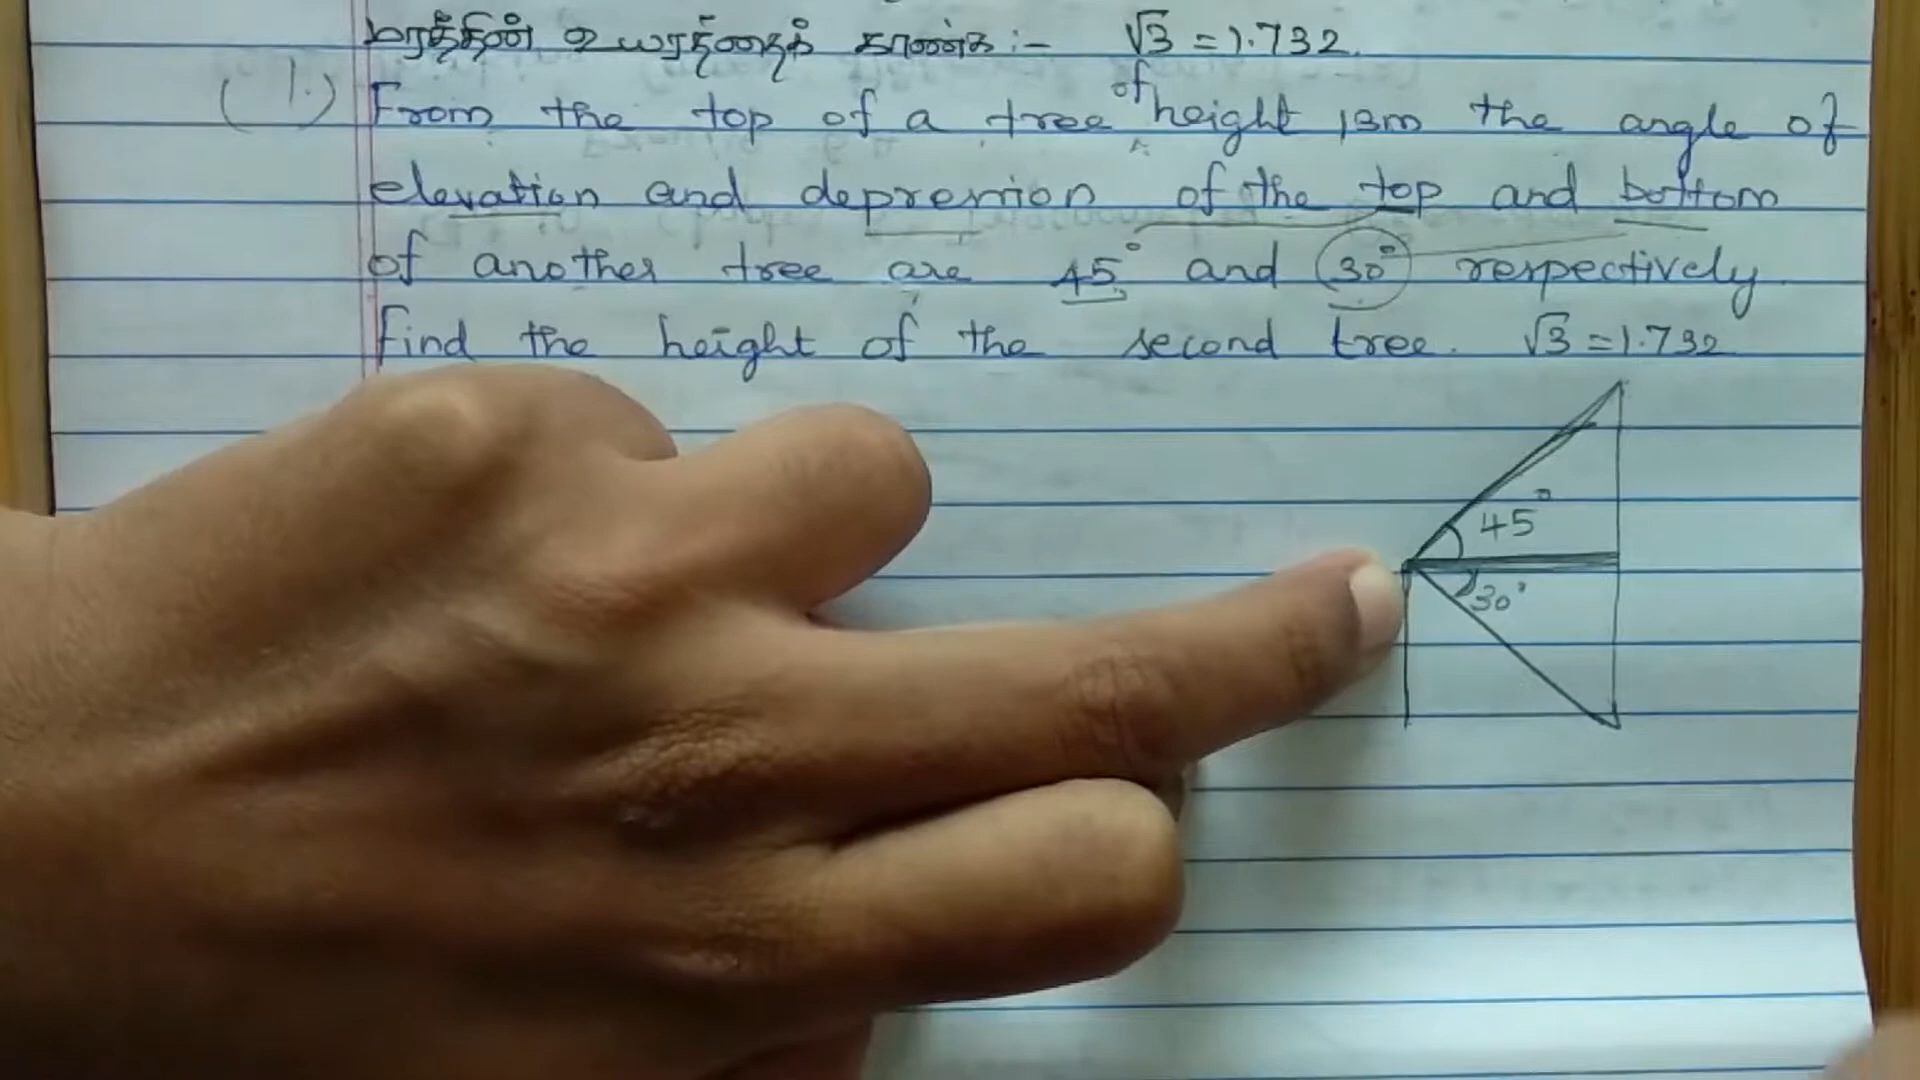 மரத்தின் உயரத்தைக் காண்க :- √3 = 1.732.
(1.) From the top of a tree of height 13m the angle of
elevation and depression of the top and bottom
of another tree are 45° and 30° respectively.
find the height of the second tree. √3 = 1.732
45°
30°